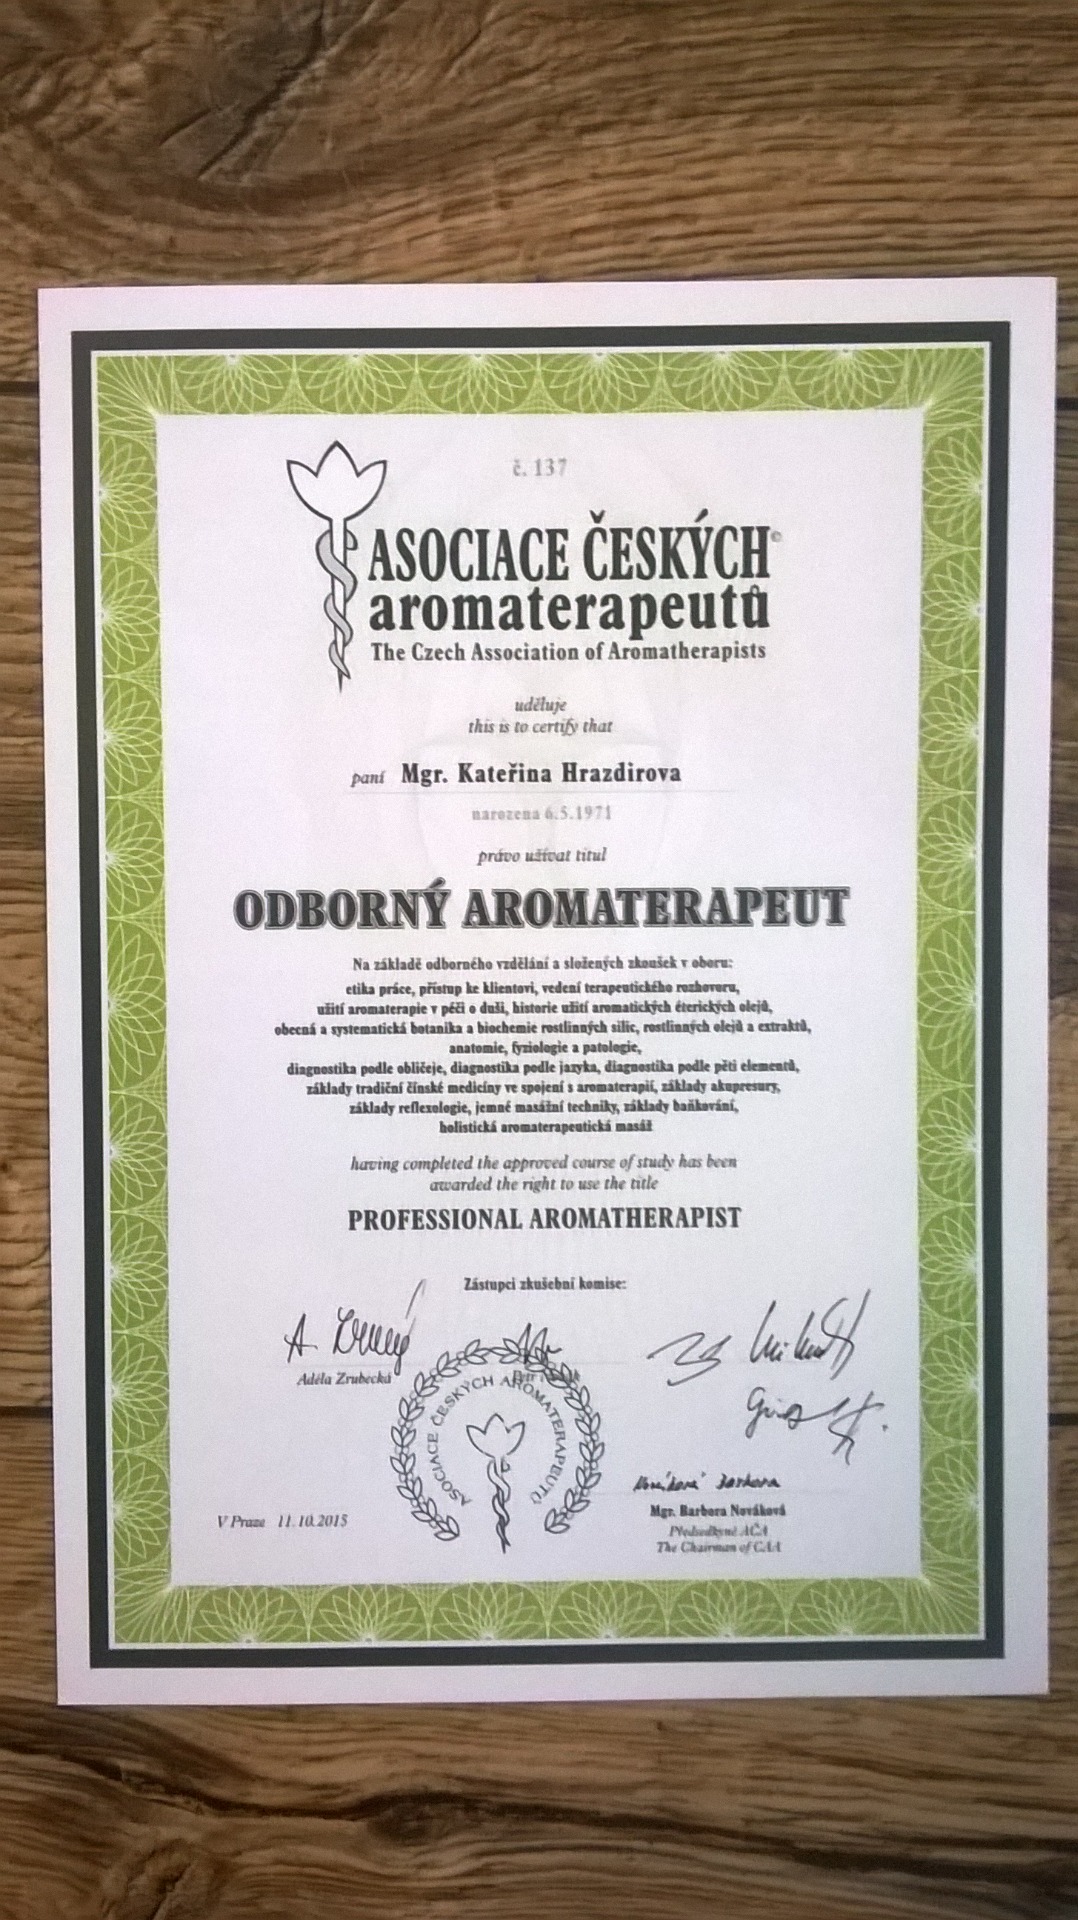 č. 137
ASOCIACE ČESKÝCH©
aromaterapeutů
The Czech Association of Aromatherapists
uděluje
this is to certify that
paní Mgr. Kateřina Hrazdirova
narozena 6.5.1971
právo užívat titul
ODBORNÝ AROMATERAPEUT
Na základě odborného vzdělání a složených zkoušek v oboru:
etika práce, přístup ke klientovi, vedení terapeutického rozhovoru,
užití aromaterapie v péči o duši, historie užití aromatických éterických olejů,
obecná a systematická botanika a biochemie rostlinných silic, rostlinných olejů a extraktů,
anatomie, fyziologie a patologie,
diagnostika podle obličeje, diagnostika podle jazyka, diagnostika podle pěti elementů,
základy tradiční čínské medicíny ve spojení s aromaterapií, základy akupresury,
základy reflexologie, jemné masážní techniky, základy baňkování,
holistická aromaterapeutická masáž
having completed the approved course of study has been
awarded the right to use the title
PROFESSIONAL AROMATHERAPIST
Zástupci zkušební komise:
Adéla Zrubecká
ASOCIACE ČESKÝCH AROMATERAPEUTŮ
Nováková Barbora
Mgr. Barbora Nováková
Předsedkyně AČA
The Chairman of CAA
V Praze 11.10.2015